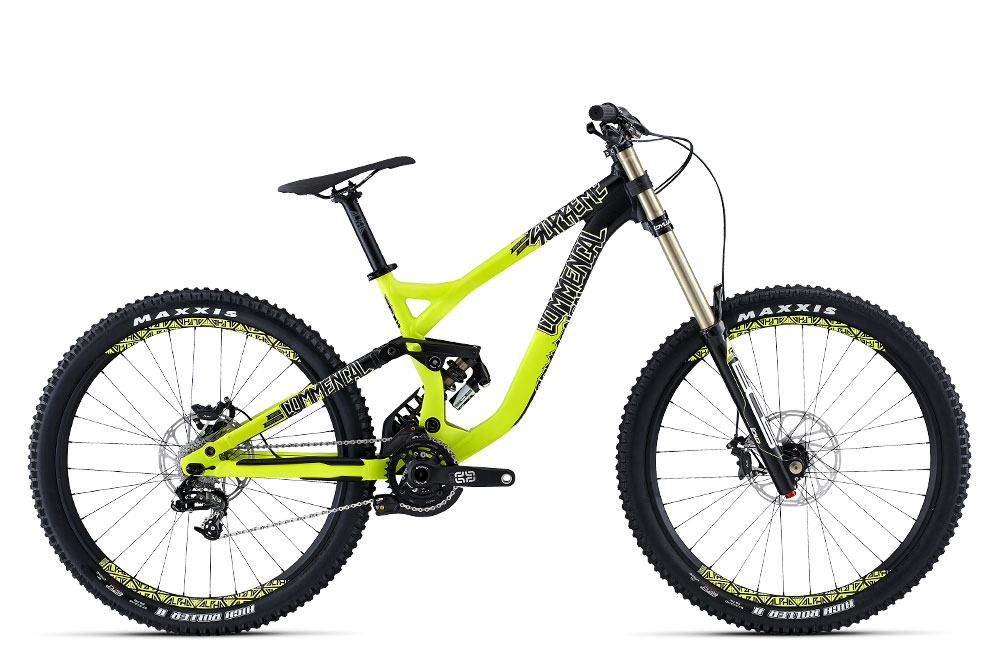 SUPREME
COMMENCAL
MAXXIS
MAXXIS
COMMENCAL
HIGH ROLLER II
HIGH ROLLER II